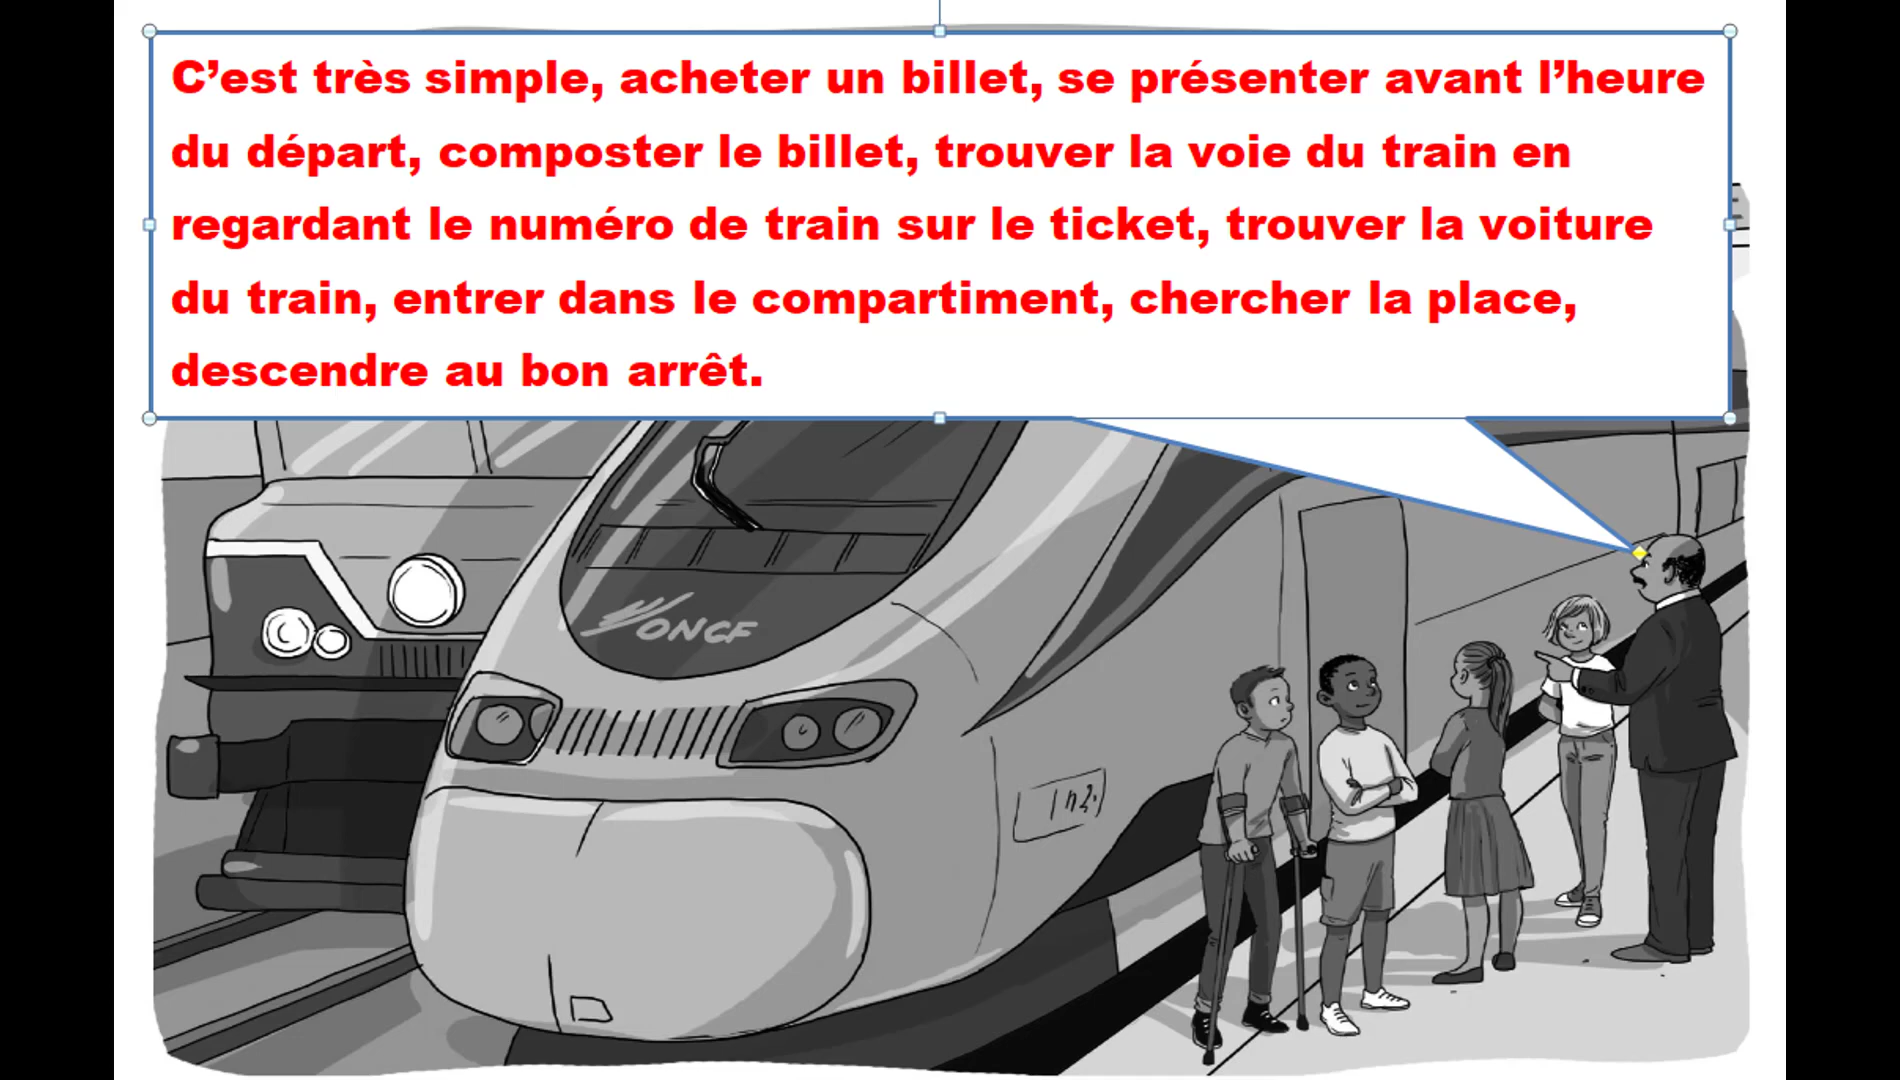 C’est très simple, acheter un billet, se présenter avant l’heure
du départ, composter le billet, trouver la voie du train en
regardant le numéro de train sur le ticket, trouver la voiture
du train, entrer dans le compartiment, chercher la place,
descendre au bon arrêt.
ONCF